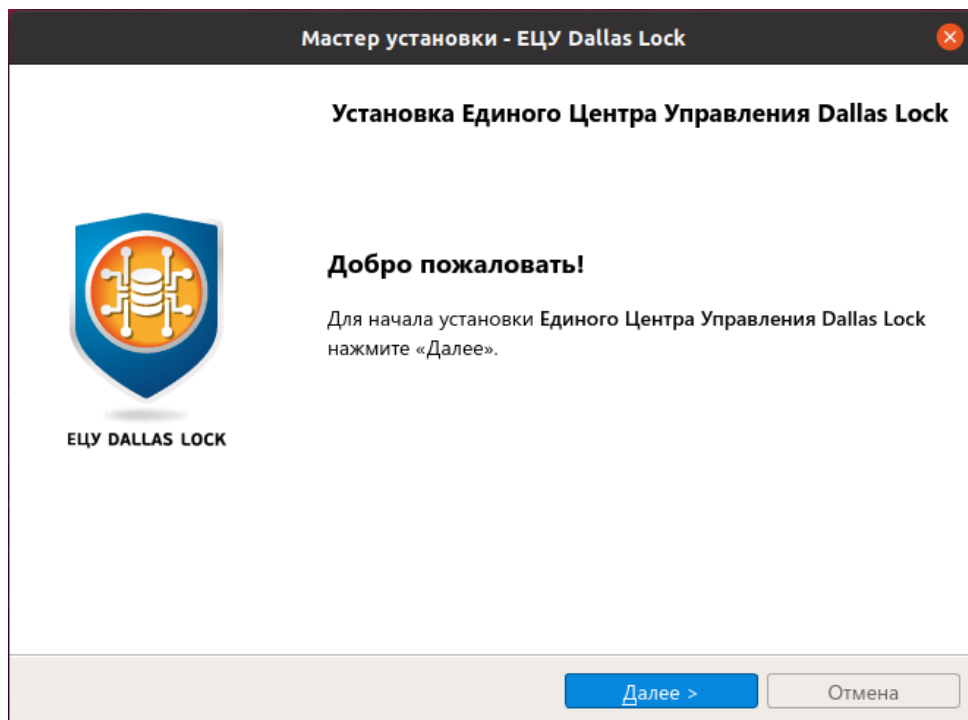 Мастер установки - ЕЦУ Dallas Lock
Установка Единого Центра Управления Dallas Lock
Добро пожаловать!
Для начала установки Единого Центра Управления Dallas Lock
нажмите «Далее».
ЕЦУ DALLAS LOCK
Далее >
Отмена